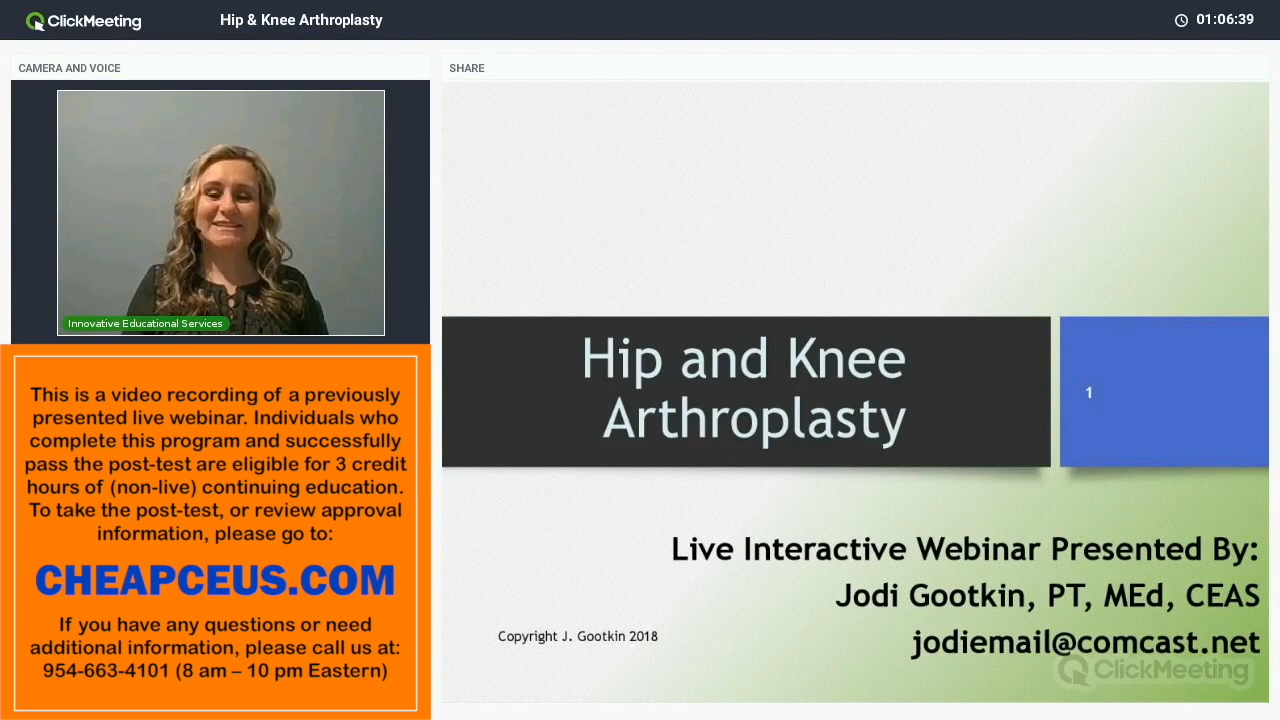 ClickMeeting
Hip & Knee Arthroplasty
01:06:39
CAMERA AND VOICE
SHARE
Innovative Educational Services
This is a video recording of a previously
presented live webinar. Individuals who
complete this program and successfully
pass the post-test are eligible for 3 credit
hours of (non-live) continuing education.
To take the post-test, or review approval
information, please go to:
CHEAPCEUS.COM
If you have any questions or need
additional information, please call us at:
954-663-4101 (8 am – 10 pm Eastern)
Hip and Knee
Arthroplasty
1
Live Interactive Webinar Presented By:
Jodi Gootkin, PT, MEd, CEAS
Copyright J. Gootkin 2018
jodiemail@comcast.net
ClickMeeting